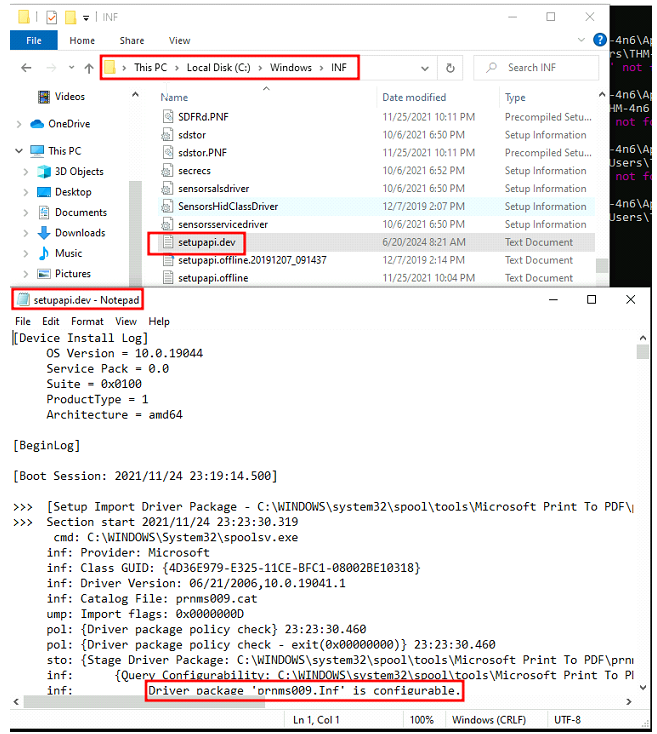 INF
File Home Share View
This PC > Local Disk (C:) > Windows > INF
Search INF
Videos
OneDrive
This PC
3D Objects
Desktop
Documents
Downloads
Music
Pictures
Name Date modified Type
SDFRd.PNF 11/25/2021 10:11 PM Precompiled Setu...
sdstor 10/6/2021 6:50 PM Setup Information
sdstor.PNF 11/25/2021 10:11 PM Precompiled Setu...
secrecs 10/6/2021 6:52 PM Setup Information
sensorsalsdriver 10/6/2021 6:50 PM Setup Information
SensorsHidClassDriver 12/7/2019 2:07 PM Setup Information
sensorsservicedriver 10/6/2021 6:50 PM Setup Information
setupapi.dev 6/20/2024 8:21 AM Text Document
setupapi.offline.20191207_091437 12/7/2019 2:14 PM Text Document
setupapi.offline 11/25/2021 10:04 PM Text Document
-4n6\Ap
rs\THM-
' not
-4n6\Ap
HM-4n6
not fo
-4n6\Ap
Users\T
not fo
-4n6\Ap
Users\T
setupapi.dev - Notepad
File Edit Format View Help
[Device Install Log]
OS Version = 10.0.19044
Service Pack = 0.0
Suite = 0x0100
ProductType = 1
Architecture = amd64
[BeginLog]
[Boot Session: 2021/11/24 23:19:14.500]
>>> [Setup Import Driver Package - C:\WINDOWS\system32\spool\tools\Microsoft Print To PDF\p
>>> Section start 2021/11/24 23:23:30.319
cmd: C:\WINDOWS\System32\spoolsv.exe
inf: Provider: Microsoft
inf: Class GUID: {4D36E979-E325-11CE-BFC1-08002BE10318}
inf: Driver Version: 06/21/2006,10.0.19041.1
inf: Catalog File: prnms009.cat
ump: Import flags: 0x0000000D
pol: {Driver package policy check} 23:23:30.460
pol: {Driver package policy check - exit(0x00000000)} 23:23:30.460
sto: {Stage Driver Package: C:\WINDOWS\system32\spool\tools\Microsoft Print To PDF\prnm
inf: {Query Configurability: C:\WINDOWS\system32\spool\tools\Microsoft Print To P
inf: Driver package 'prnms009.Inf' is configurable.
Ln 1, Col 1 100% Windows (CRLF) UTF-8